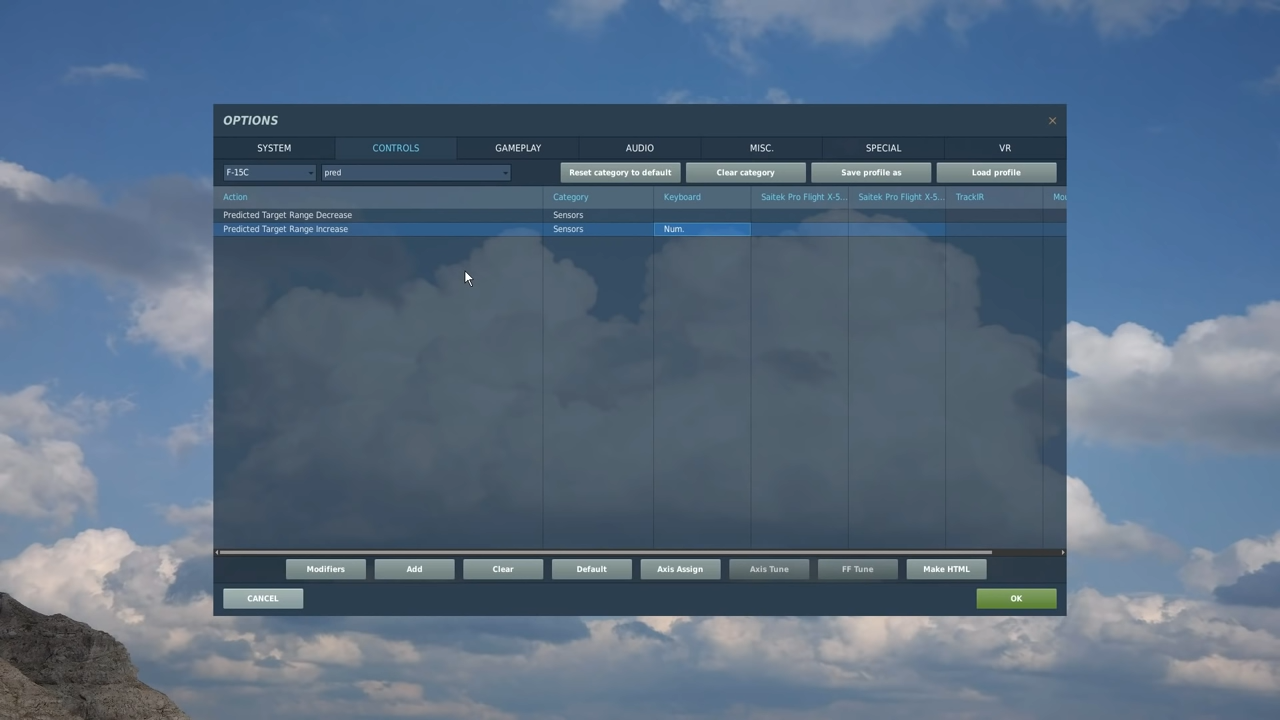 OPTIONS
×
SYSTEM CONTROLS GAMEPLAY AUDIO MISC. SPECIAL VR
F-15C pred Reset category to default Clear category Save profile as Load profile
Action Category Keyboard Saitek Pro Flight X-5... Saitek Pro Flight X-5... TrackIR Mou
Predicted Target Range Decrease Sensors
Predicted Target Range Increase Sensors Num.
Modifiers Add Clear Default Axis Assign Axis Tune FF Tune Make HTML
CANCEL OK